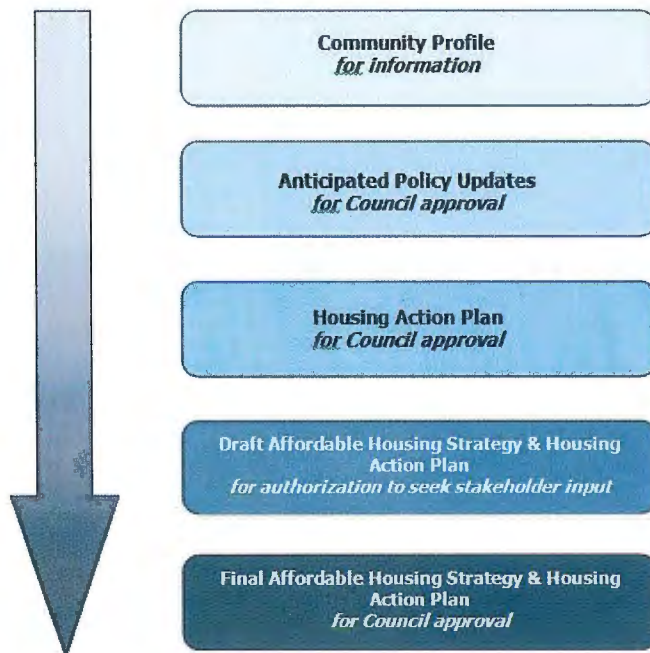 Community Profile
for information
Anticipated Policy Updates
for Council approval
Housing Action Plan
for Council approval
Draft Affordable Housing Strategy & Housing
Action Plan
for authorization to seek stakeholder input
Final Affordable Housing Strategy & Housing
Action Plan
for Council approval